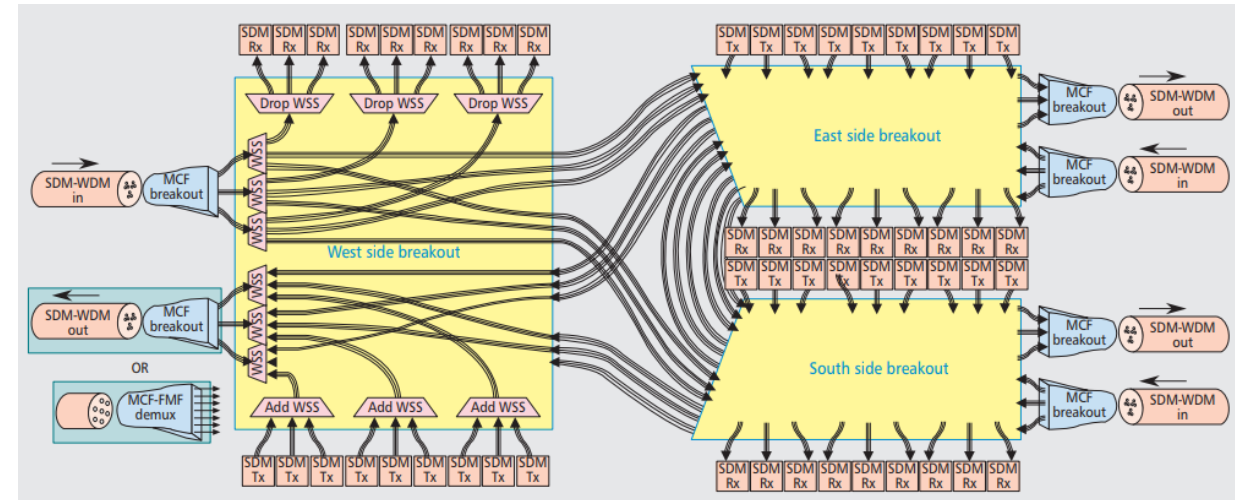 SDM SDM SDM SDM SDM SDM SDM SDM SDM
Rx Rx Rx Rx Rx Rx Rx Rx Rx
Drop WSS Drop WSS Drop WSS
SDM-WDM
in
MCF
breakout
WSS
WSS
WSS
West side breakout
WSS
WSS
WSS
SDM-WDM
out
MCF
breakout
OR
MCF-FMF
demux
Add WSS Add WSS Add WSS
SDM SDM SDM SDM SDM SDM SDM SDM SDM
Tx Tx Tx Tx Tx Tx Tx Tx Tx
SDM SDM SDM SDM SDM SDM SDM SDM SDM
Tx Tx Tx Tx Tx Tx Tx Tx Tx
East side breakout
MCF
breakout
SDM-WDM
out
MCF
breakout
SDM-WDM
in
SDM SDM SDM SDM SDM SDM SDM SDM SDM
Rx Rx Rx Rx Rx Rx Rx Rx Rx
SDM SDM SDM SDM SDM SDM SDM SDM SDM
Tx Tx Tx Tx Tx Tx Tx Tx Tx
South side breakout
MCF
breakout
SDM-WDM
out
MCF
breakout
SDM-WDM
in
SDM SDM SDM SDM SDM SDM SDM SDM SDM
Rx Rx Rx Rx Rx Rx Rx Rx Rx